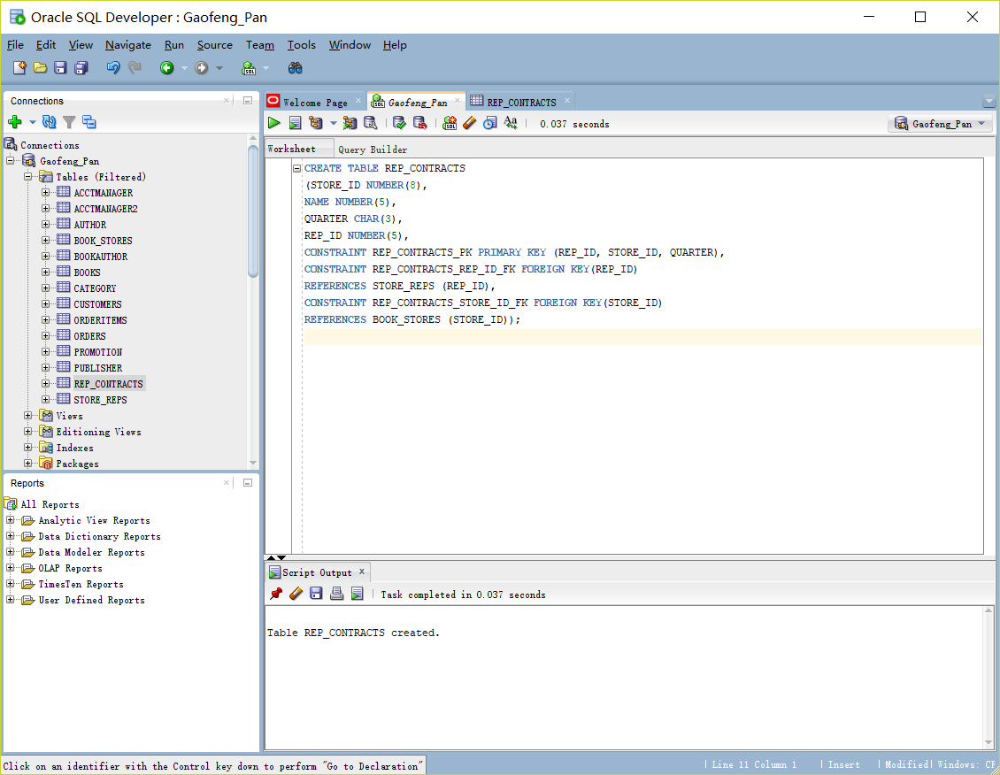 Oracle SQL Developer : Gaofeng_Pan
File Edit View Navigate Run Source Team Tools Window Help
Connections
Connections
Gaofeng_Pan
Tables (Filtered)
ACCTMANAGER
ACCTMANAGER2
AUTHOR
BOOK_STORES
BOOKAUTHOR
BOOKS
CATEGORY
CUSTOMERS
ORDERITEMS
ORDERS
PROMOTION
PUBLISHER
REP_CONTRACTS
STORE_REPS
Views
Editioning Views
Indexes
Packages
Reports
All Reports
Analytic View Reports
Data Dictionary Reports
Data Modeler Reports
OLAP Reports
TimesTen Reports
User Defined Reports
Welcome Page Gaofeng_Pan REP_CONTRACTS
0.037 seconds Gaofeng_Pan
Worksheet Query Builder
CREATE TABLE REP_CONTRACTS
(STORE_ID NUMBER(8),
NAME NUMBER(5),
QUARTER CHAR(3),
REP_ID NUMBER(5),
CONSTRAINT REP_CONTRACTS_PK PRIMARY KEY (REP_ID, STORE_ID, QUARTER),
CONSTRAINT REP_CONTRACTS_REP_ID_FK FOREIGN KEY(REP_ID)
REFERENCES STORE_REPS (REP_ID),
CONSTRAINT REP_CONTRACTS_STORE_ID_FK FOREIGN KEY(STORE_ID)
REFERENCES BOOK_STORES (STORE_ID));
Script Output x
Task completed in 0.037 seconds
Table REP_CONTRACTS created.
Click on an identifier with the Control key down to perform "Go to Declaration"
Line 11 Column 1 | Insert | Modified| Windows: